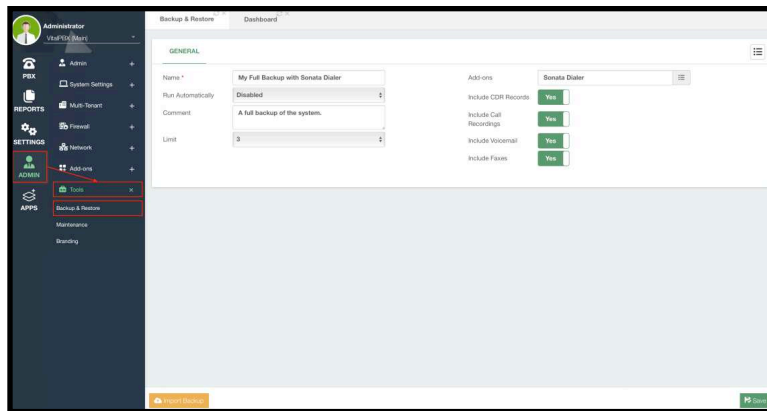 Administrator
VitalPBX (Main)
PBX
REPORTS
SETTINGS
ADMIN
APPS
Admin
System Settings
Multi-Tenant
Firewall
Network
Add-ons
Tools
Backup & Restore
Maintenance
Branding
Backup & Restore
Dashboard
GENERAL
Name *
My Full Backup with Sonata Dialer
Run Automatically
Disabled
Comment
A full backup of the system.
Limit
3
Add-ons
Sonata Dialer
Include CDR Records
Yes
Include Call
Recordings
Yes
Include Voicemail
Yes
Include Faxes
Yes
Import Backup
Save